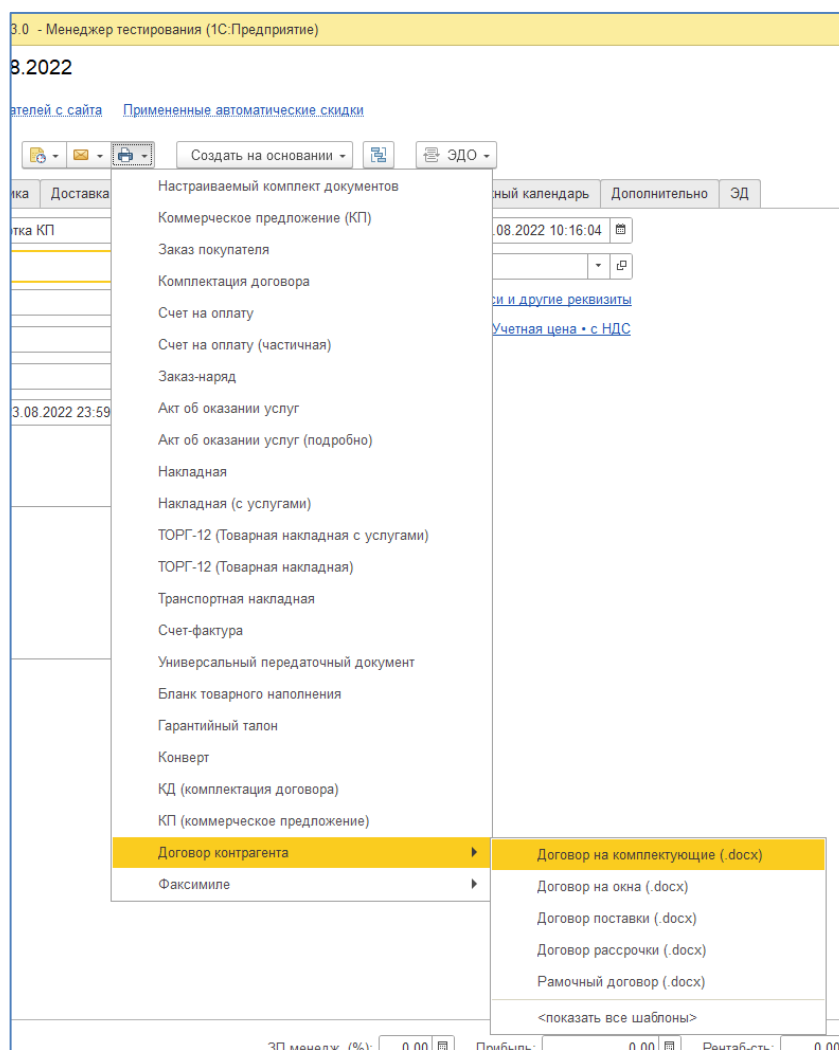 3.0 - Менеджер тестирования (1С:Предприятие)
8.2022
ателей с сайта Примененные автоматические скидки
Создать на основании ЭДО
ика Доставка ный календарь Дополнительно ЭД
отка КП .08.2022 10:16:04
си и другие реквизиты
Учетная цена • с НДС
3.08.2022 23:59
Настраиваемый комплект документов
Коммерческое предложение (КП)
Заказ покупателя
Комплектация договора
Счет на оплату
Счет на оплату (частичная)
Заказ-наряд
Акт об оказании услуг
Акт об оказании услуг (подробно)
Накладная
Накладная (с услугами)
ТОРГ-12 (Товарная накладная с услугами)
ТОРГ-12 (Товарная накладная)
Транспортная накладная
Счет-фактура
Универсальный передаточный документ
Бланк товарного наполнения
Гарантийный талон
Конверт
КД (комплектация договора)
КП (коммерческое предложение)
Договор контрагента
Факсимиле
Договор на комплектующие (.docx)
Договор на окна (.docx)
Договор поставки (.docx)
Договор рассрочки (.docx)
Рамочный договор (.docx)
<показать все шаблоны>
ЗП менедж. (%): 0,00 Прибыль: 0,00 Рентаб-сть: 0,00